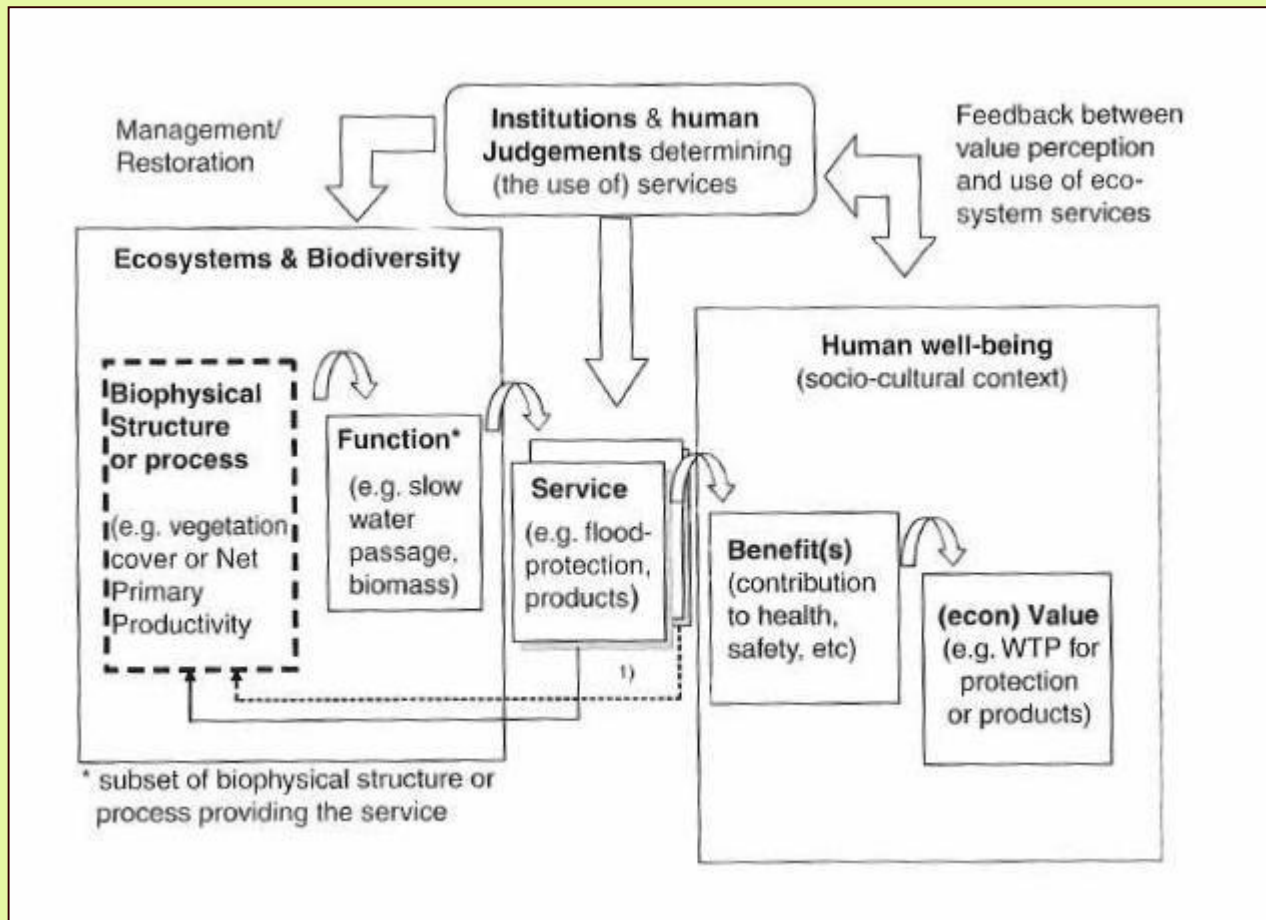 Management/
Restoration
Institutions & human
Judgements determining
(the use of) services
Feedback between
value perception
and use of eco-
system services
Ecosystems & Biodiversity
Biophysical
Structure
or process
(e.g. vegetation
cover or Net
Primary
Productivity
Function*
(e.g. slow
water
passage,
biomass)
Service
(e.g. flood-
protection,
products)
1)
Human well-being
(socio-cultural context)
Benefit(s)
(contribution
to health,
safety, etc)
(econ) Value
(e.g. WTP for
protection
or products)
* subset of biophysical structure or
process providing the service